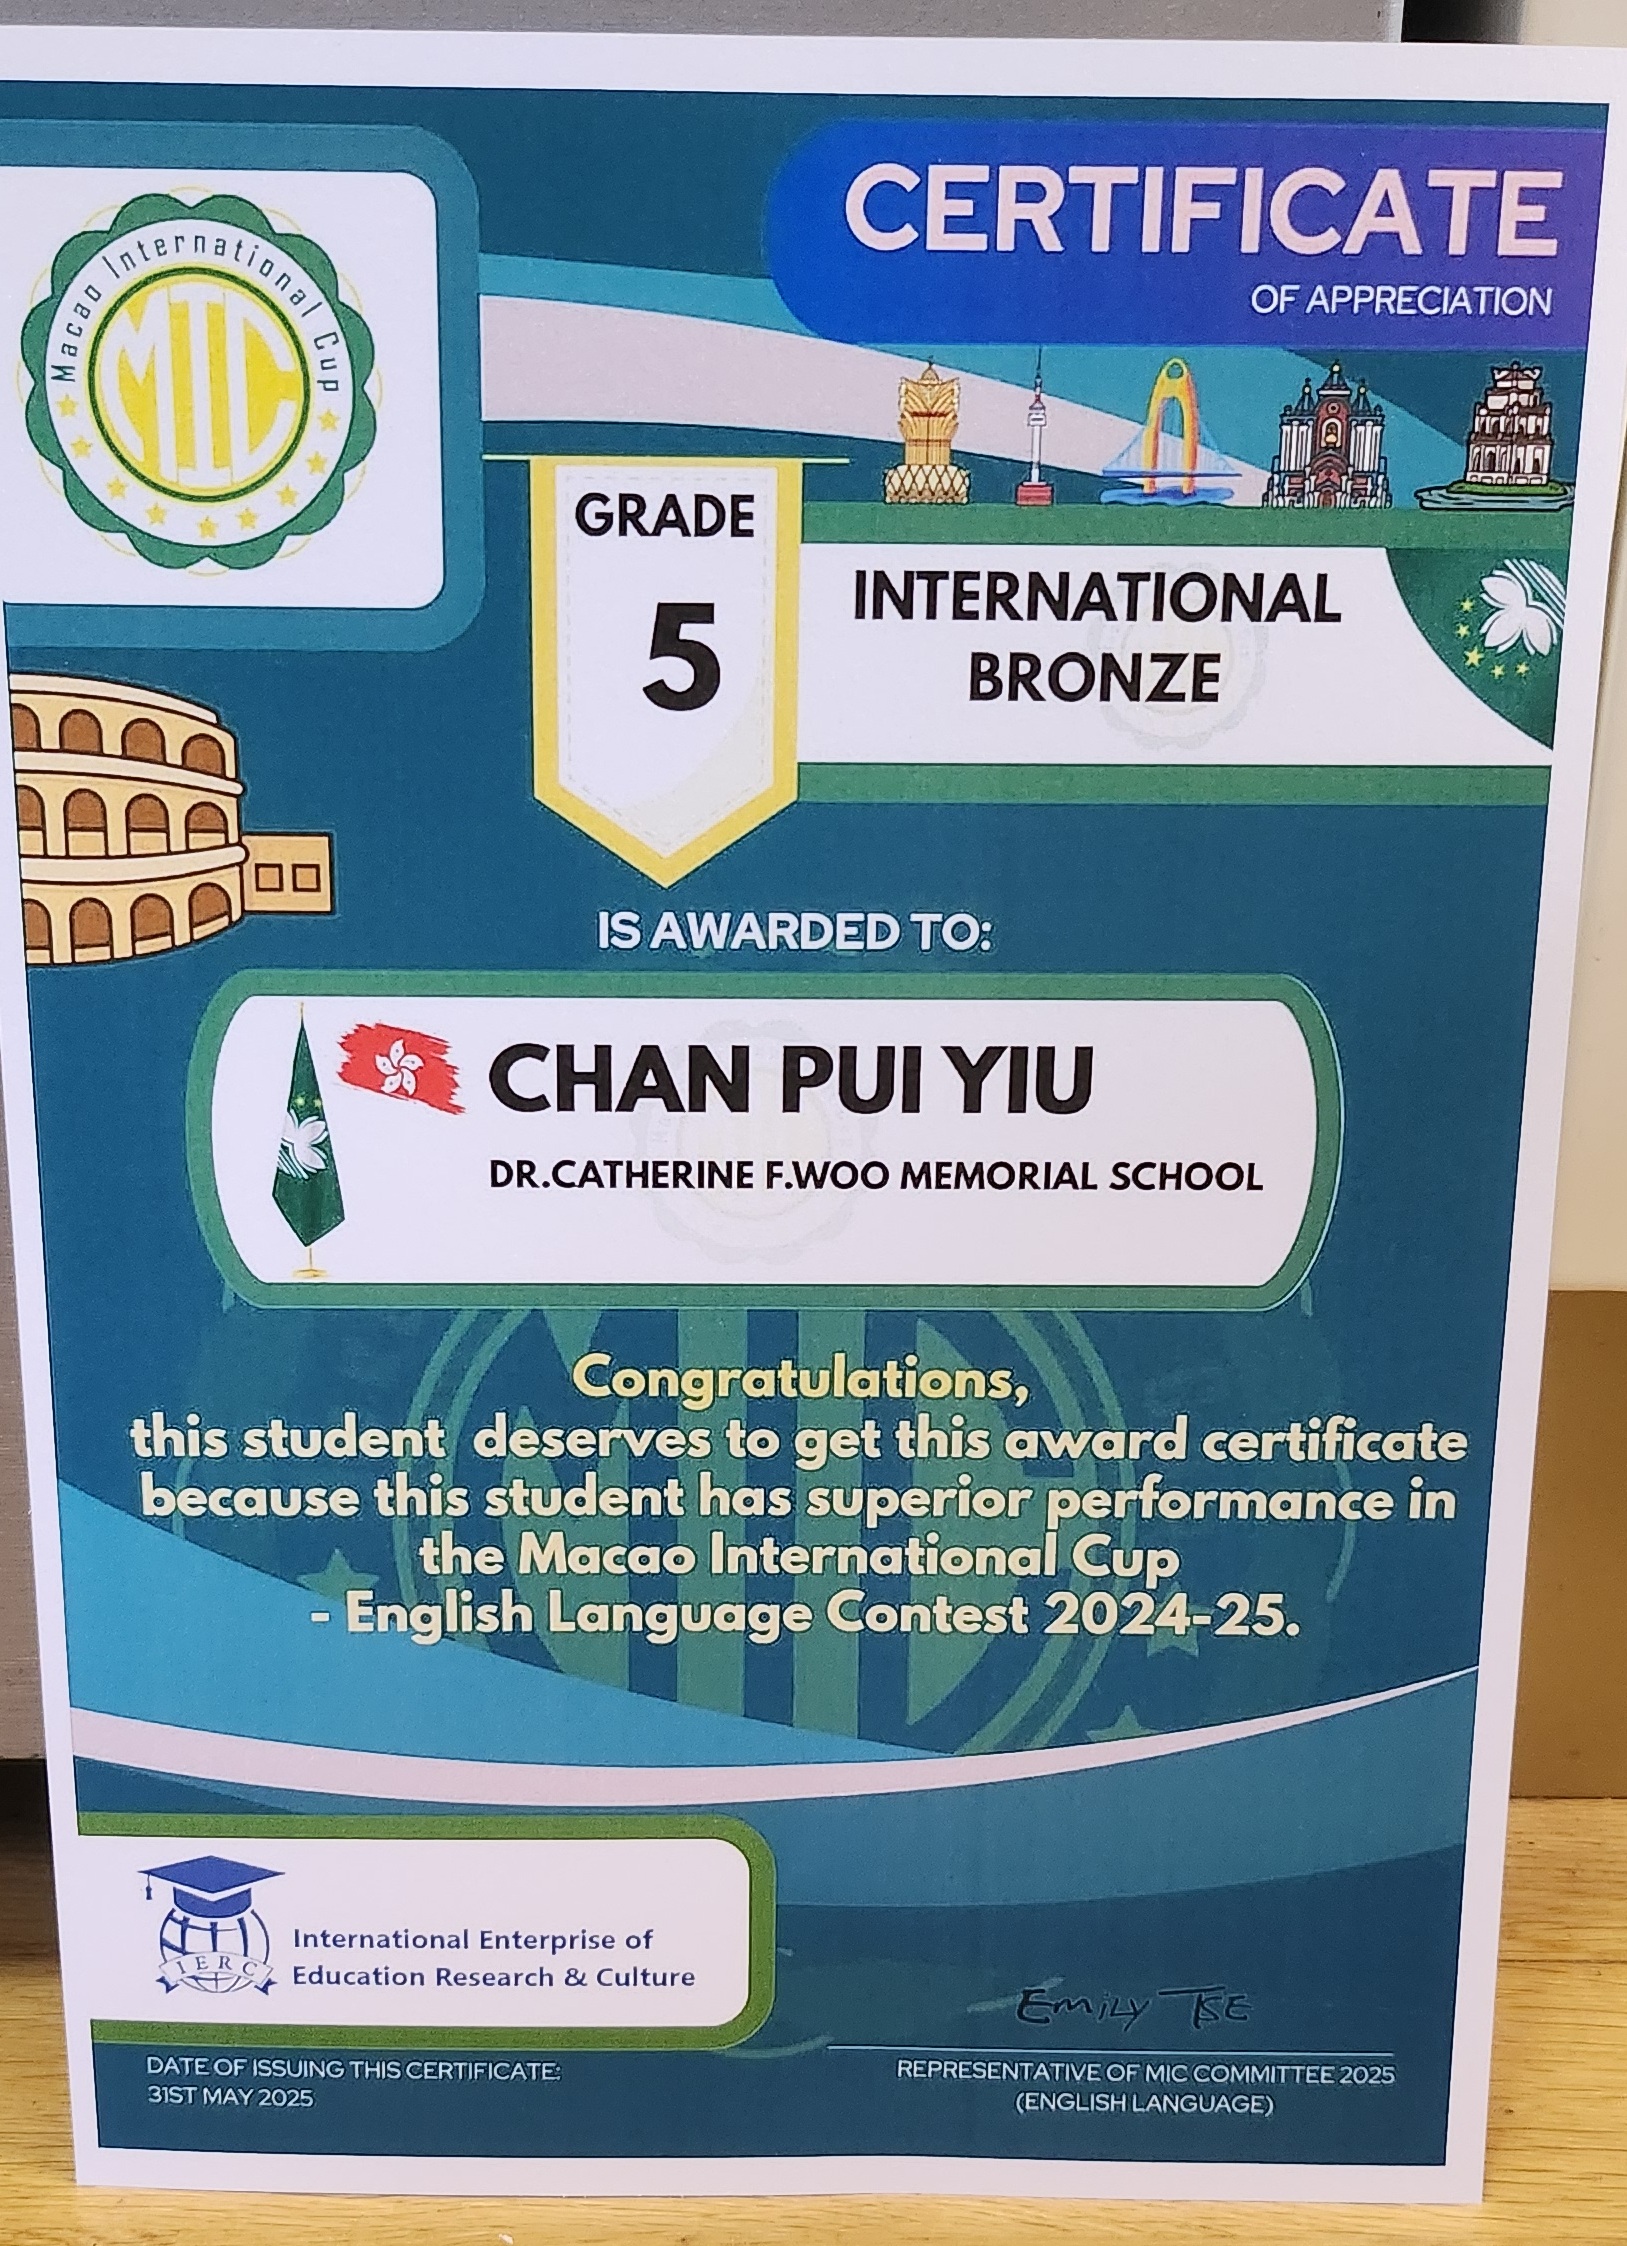 Macao International Cup
MIC
CERTIFICATE
OF APPRECIATION
GRADE
5
INTERNATIONAL
BRONZE
IS AWARDED TO:
CHAN PUI YIU
DR.CATHERINE F.WOO MEMORIAL SCHOOL
Congratulations,
this student deserves to get this award certificate
because this student has superior performance in
the Macao International Cup
- English Language Contest 2024-25.
IERC
International Enterprise of
Education Research & Culture
Emily TSE
DATE OF ISSUING THIS CERTIFICATE:
31ST MAY 2025
REPRESENTATIVE OF MIC COMMITTEE 2025
(ENGLISH LANGUAGE)